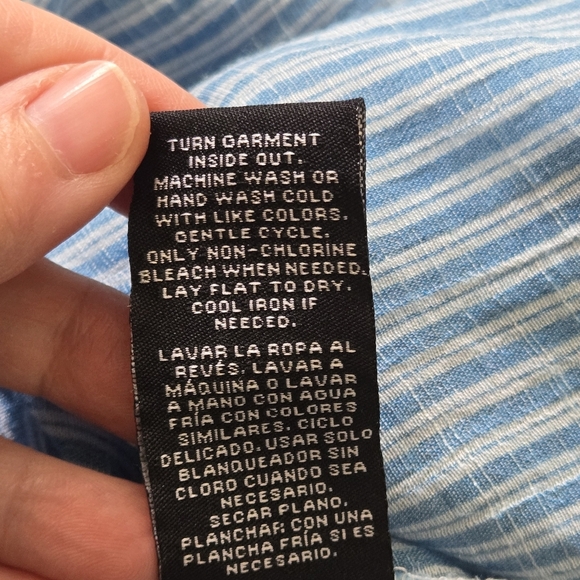 TURN GARMENT
INSIDE OUT.
MACHINE WASH OR
HAND WASH COLD
WITH LIKE COLORS.
GENTLE CYCLE.
ONLY NON-CHLORINE
BLEACH WHEN NEEDED.
LAY FLAT TO DRY.
COOL IRON IF
NEEDED.
LAVAR LA ROPA AL
REVÉS. LAVAR A
MÁQUINA O LAVAR
A MANO CON AGUA
FRÍA CON COLORES
SIMILARES. CICLO
DELICADO. USAR SOLO
BLANQUEADOR SIN
CLORO CUANDO SEA
NECESARIO.
SECAR PLANO.
PLANCHAR CON UNA
PLANCHA FRÍA SI ES
NECESARIO.